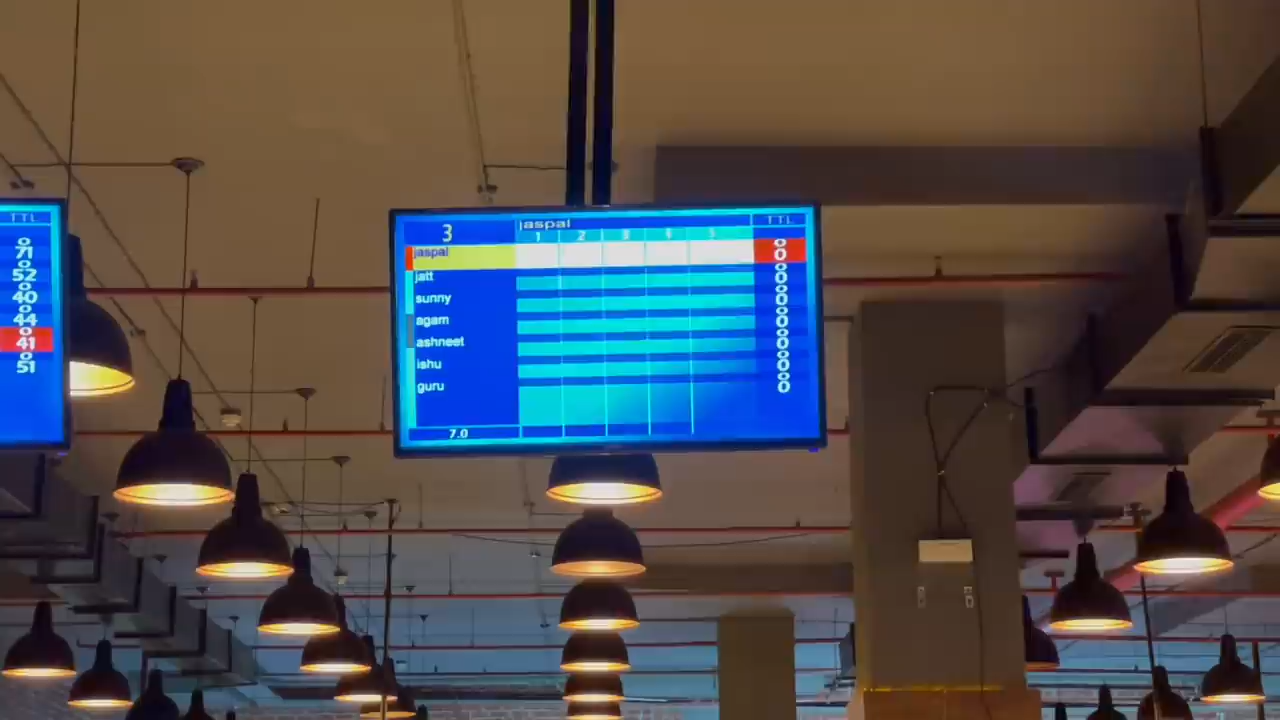 TTL
0
71
0
52
0
40
0
44
0
41
0
51
3 jaspal TTL
1 2 3 4 5
jaspal 0
0
jatt 0
0
sunny 0
0
agam 0
0
ashneet 0
0
ishu 0
0
guru 0
0
7.0